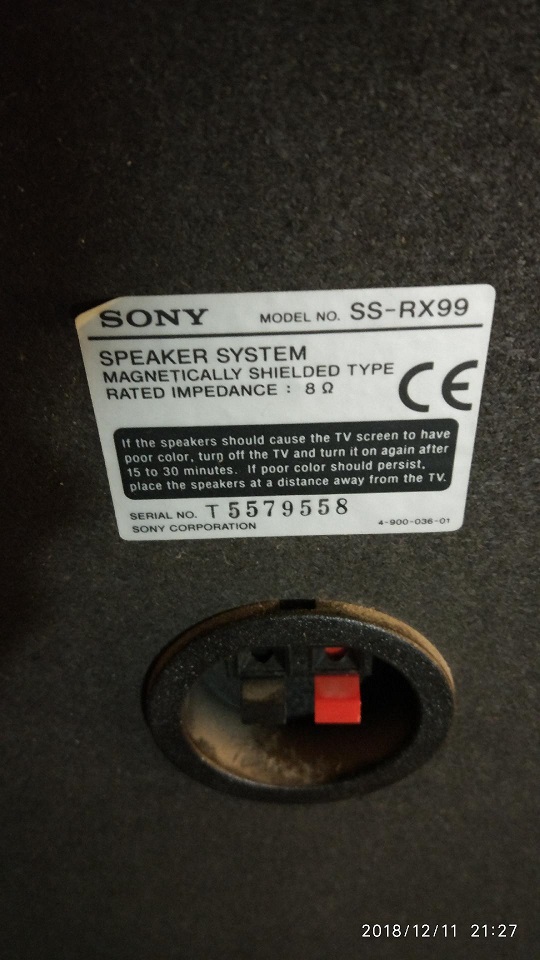 SONY MODEL NO. SS-RX99
SPEAKER SYSTEM
MAGNETICALLY SHIELDED TYPE
RATED IMPEDANCE : 8 Ω
CE
If the speakers should cause the TV screen to have
poor color, turn off the TV and turn it on again after
15 to 30 minutes. If poor color should persist,
place the speakers at a distance away from the TV.
SERIAL NO. T 5579558
SONY CORPORATION 4-900-036-01
2018/12/11 21:27